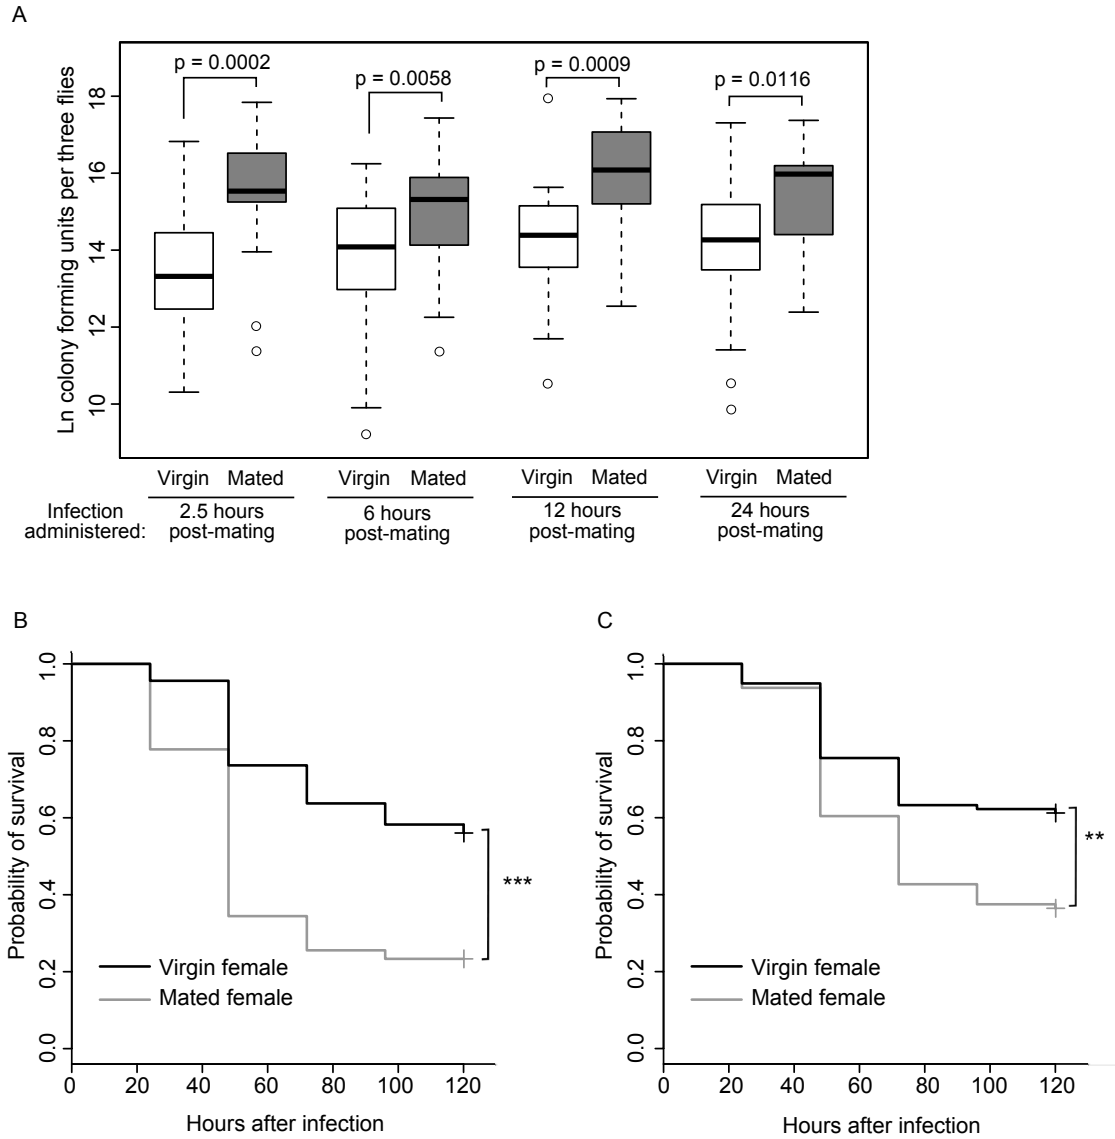 A
Ln colony forming units per three flies
18
16
14
12
10
p = 0.0002
p = 0.0058
p = 0.0009
p = 0.0116
Virgin Mated Virgin Mated Virgin Mated Virgin Mated
Infection administered:
2.5 hours post-mating
6 hours post-mating
12 hours post-mating
24 hours post-mating
B
Probability of survival
1.0
0.8
0.6
0.4
0.2
0.0
***
Virgin female
Mated female
0 20 40 60 80 100 120
Hours after infection
C
Probability of survival
1.0
0.8
0.6
0.4
0.2
0.0
**
Virgin female
Mated female
0 20 40 60 80 100 120
Hours after infection